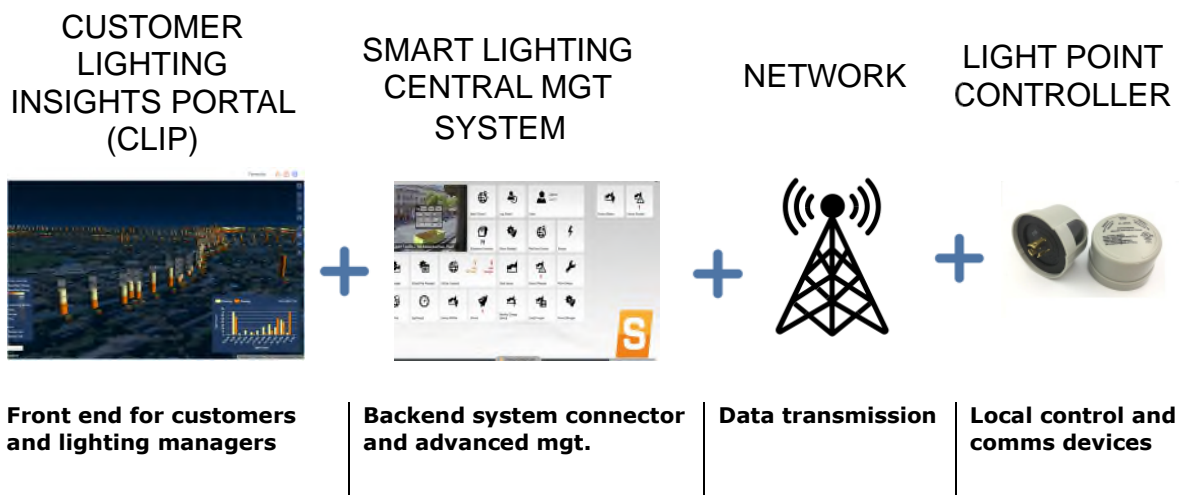 CUSTOMER
LIGHTING
INSIGHTS PORTAL
(CLIP)
SMART LIGHTING
CENTRAL MGT
SYSTEM
NETWORK
LIGHT POINT
CONTROLLER
S
Front end for customers
and lighting managers
Backend system connector
and advanced mgt.
Data transmission
Local control and
comms devices